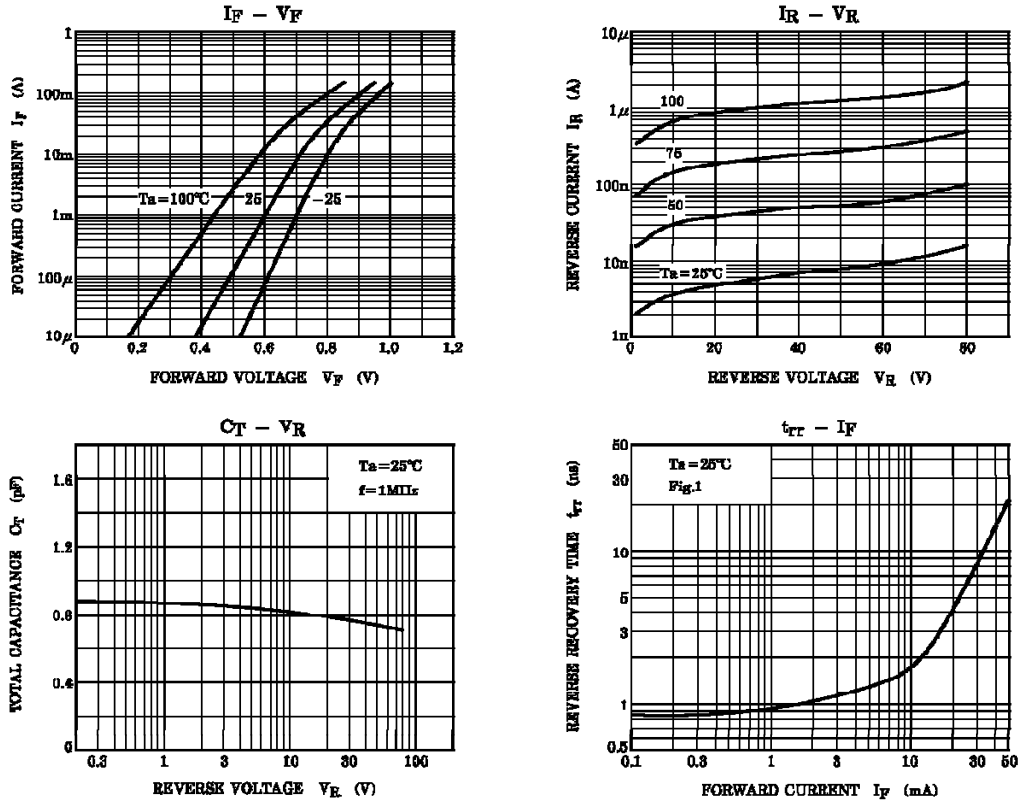 IF – VF
FORWARD CURRENT IF (A)
1
100m
10m
1m
100μ
10μ
Ta=100℃
25
−25
0 0.2 0.4 0.6 0.8 1.0 1.2
FORWARD VOLTAGE VF (V)
IR – VR
REVERSE CURRENT IR (A)
10μ
1μ
100n
10n
1n
100
75
50
Ta=25℃
0 20 40 60 80
REVERSE VOLTAGE VR (V)
CT – VR
TOTAL CAPACITANCE CT (pF)
1.6
1.2
0.8
0.4
0
Ta=25℃
f=1MHz
0.3 1 3 10 30 100
REVERSE VOLTAGE VR (V)
trr – IF
REVERSE RECOVERY TIME trr (ns)
50
30
10
5
3
1
0.5
Ta=25℃
Fig.1
0.1 0.3 1 3 10 30 50
FORWARD CURRENT IF (mA)